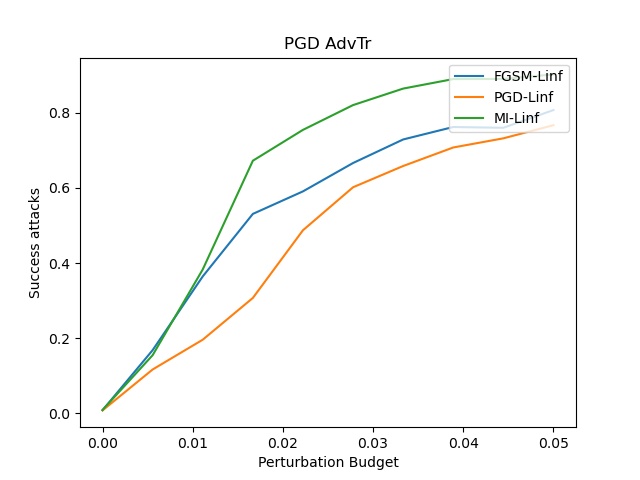 PGD AdvTr
FGSM-Linf
PGD-Linf
MI-Linf
0.8
0.6
0.4
0.2
0.0
Success attacks
0.00 0.01 0.02 0.03 0.04 0.05
Perturbation Budget